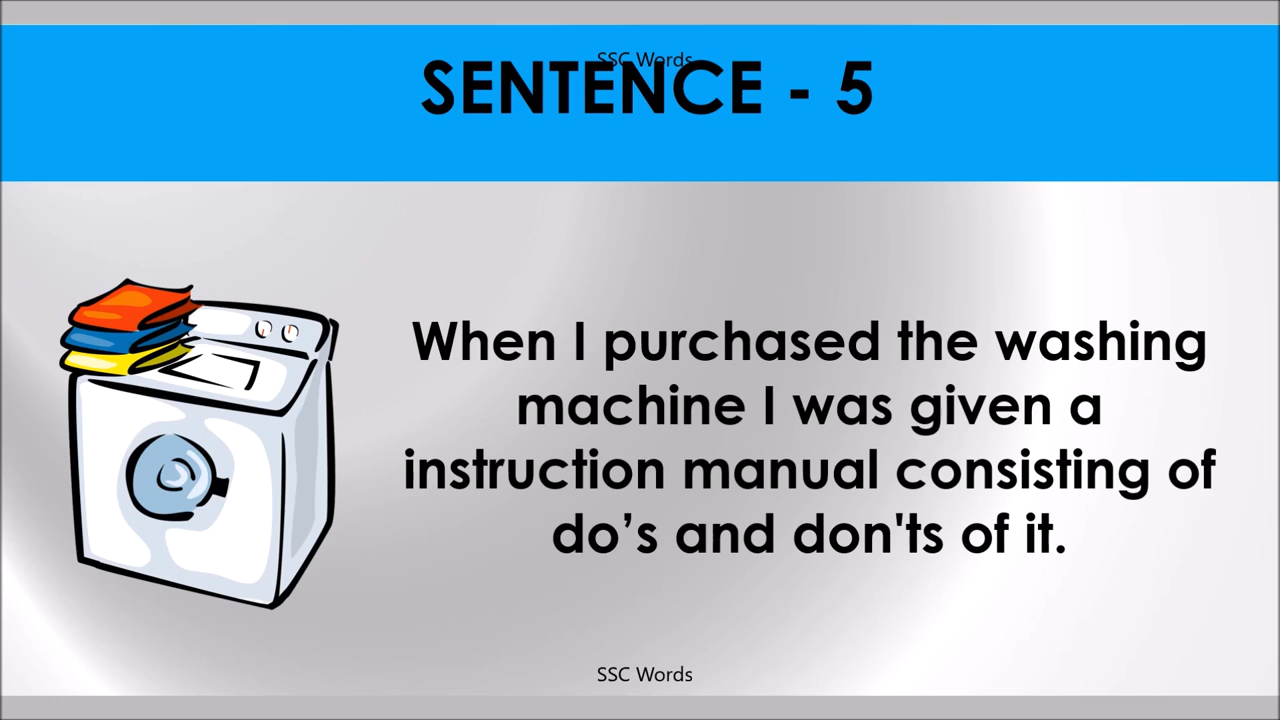 SSC Words
SENTENCE - 5
When I purchased the washing
machine I was given a
instruction manual consisting of
do’s and don'ts of it.
SSC Words